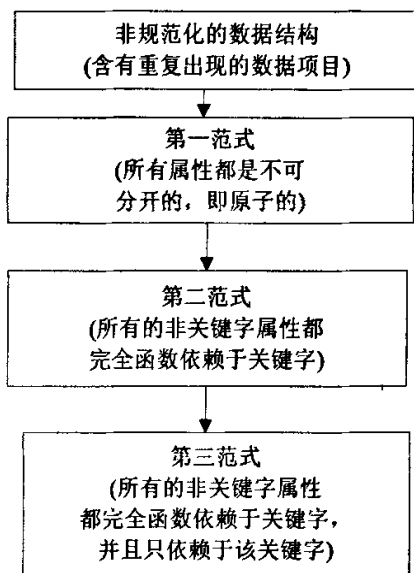 非规范化的数据结构
(含有重复出现的数据项目)
第一范式
(所有属性都是不可
分开的，即原子的)
第二范式
(所有的非关键字属性都
完全函数依赖于关键字)
第三范式
(所有的非关键字属性
都完全函数依赖于关键字，
并且只依赖于该关键字)